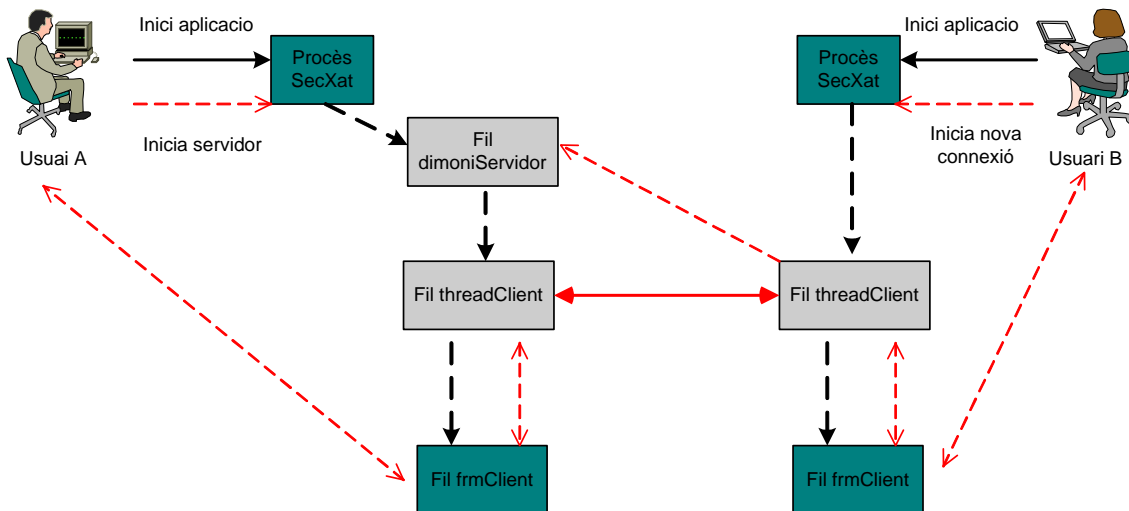 Inici aplicacio
Inici aplicacio
Procès
SecXat
Procès
SecXat
Usuai A
Inicia servidor
Fil
dimoniServidor
Inicia nova
connexió
Usuari B
Fil threadClient
Fil threadClient
Fil frmClient
Fil frmClient